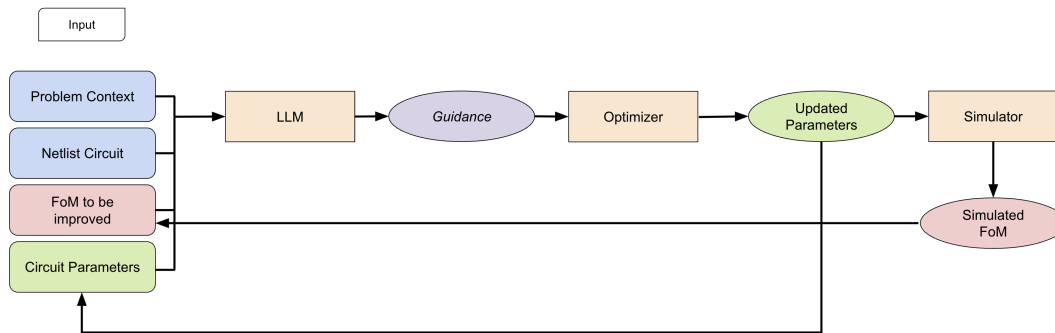 Input
Problem Context
Netlist Circuit
FoM to be
improved
Circuit Parameters
LLM
Guidance
Optimizer
Updated
Parameters
Simulator
Simulated
FoM